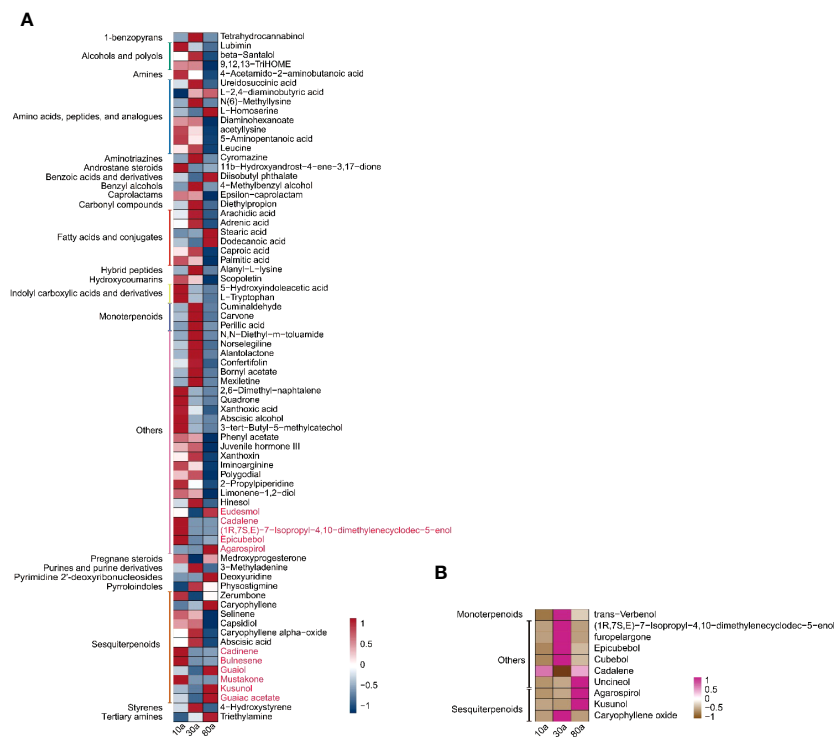 A
1-benzopyrans
Alcohols and polyols
Amines
Amino acids, peptides, and analogues
Aminotriazines
Androstane steroids
Benzoic acids and derivatives
Benzyl alcohols
Caprolactams
Carbonyl compounds
Fatty acids and conjugates
Hybrid peptides
Hydroxycoumarins
Indolyl carboxylic acids and derivatives
Monoterpenoids
Others
Pregnane steroids
Purines and purine derivatives
Pyrimidine 2'-deoxyribonucleosides
Pyrroloindoles
Sesquiterpenoids
Styrenes
Tertiary amines
Tetrahydrocannabinol
Lubimin
beta-Santalol
9,12,13-TriHOME
4-Acetamido-2-aminobutanoic acid
Ureidosuccinic acid
L-2,4-diaminobutyric acid
N(6)-Methyllysine
L-Homoserine
Diaminohexanoate
acetyllysine
5-Aminopentanoic acid
Leucine
Cyromazine
11b-Hydroxyandrost-4-ene-3,17-dione
Diisobutyl phthalate
4-Methylbenzyl alcohol
Epsilon-caprolactam
Diethylpropion
Arachidic acid
Adrenic acid
Stearic acid
Dodecanoic acid
Caproic acid
Palmitic acid
Alanyl-L-lysine
Scopoletin
5-Hydroxyindoleacetic acid
L-Tryptophan
Cuminaldehyde
Carvone
Perillic acid
N,N-Diethyl-m-toluamide
Norselegiline
Alantolactone
Confertifolin
Bornyl acetate
Mexiletine
2,6-Dimethyl-naphtalene
Quadrone
Xanthoxic acid
Abscisic alcohol
3-tert-Butyl-5-methylcatechol
Phenyl acetate
Juvenile hormone III
Xanthoxin
Iminoarginine
Polygodial
2-Propylpiperidine
Limonene-1,2-diol
Hinesol
Eudesmol
Cadalene
(1R,7S,E)-7-Isopropyl-4,10-dimethylenecyclodec-5-enol
Epicubebol
Agarospirol
Medroxyprogesterone
3-Methyladenine
Deoxyuridine
Physostigmine
Zerumbone
Caryophyllene
Selinene
Capsidiol
Caryophyllene alpha-oxide
Abscisic acid
Cadinene
Bulnesene
Guaiol
Mustakone
Kusunol
Guaiac acetate
4-Hydroxystyrene
Triethylamine
10a 30a 80a
1
0.5
0
-0.5
-1
B
Monoterpenoids
Others
Sesquiterpenoids
trans-Verbenol
(1R,7S,E)-7-Isopropyl-4,10-dimethylenecyclodec-5-enol
furopelargone
Epicubebol
Cubebol
Cadalene
Uncineol
Agarospirol
Kusunol
Caryophyllene oxide
10a 30a 80a
1
0.5
0
-0.5
-1